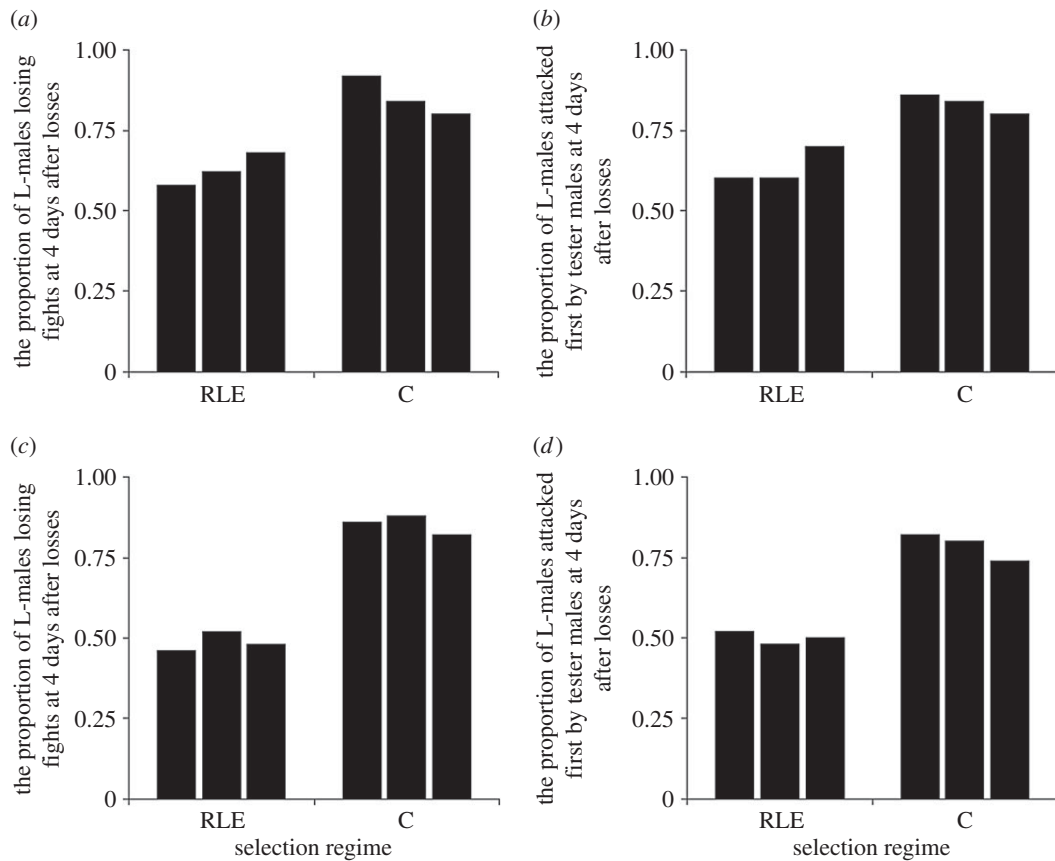 (a)
the proportion of L-males losing
fights at 4 days after losses
1.00
0.75
0.50
0.25
0
RLE
C
(b)
the proportion of L-males attacked
first by tester males at 4 days
after losses
1.00
0.75
0.50
0.25
0
RLE
C
(c)
the proportion of L-males losing
fights at 4 days after losses
1.00
0.75
0.50
0.25
0
RLE
C
selection regime
(d)
the proportion of L-males attacked
first by tester males at 4 days
after losses
1.00
0.75
0.50
0.25
0
RLE
C
selection regime